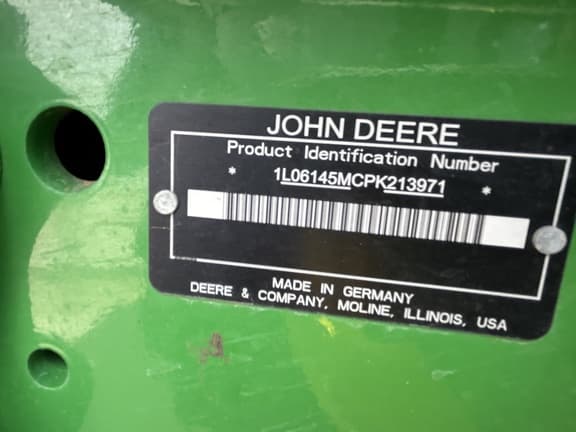 JOHN DEERE
Product Identification Number
* 1L06145MCPK213971 *
MADE IN GERMANY
DEERE & COMPANY, MOLINE, ILLINOIS, USA